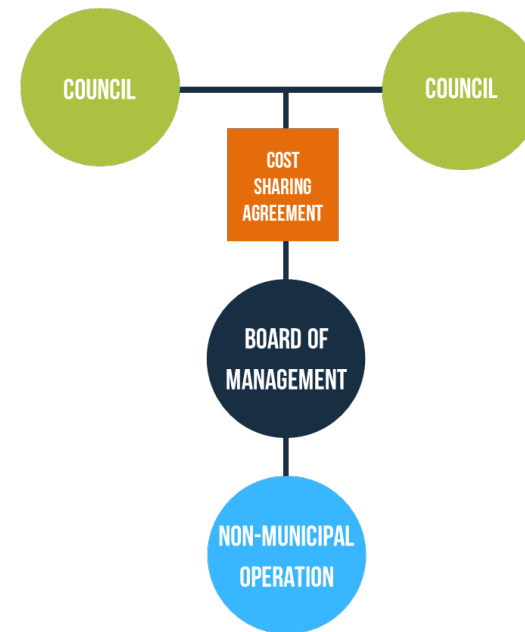 COUNCIL
COUNCIL
COST
SHARING
AGREEMENT
BOARD OF
MANAGEMENT
NON-MUNICIPAL
OPERATION